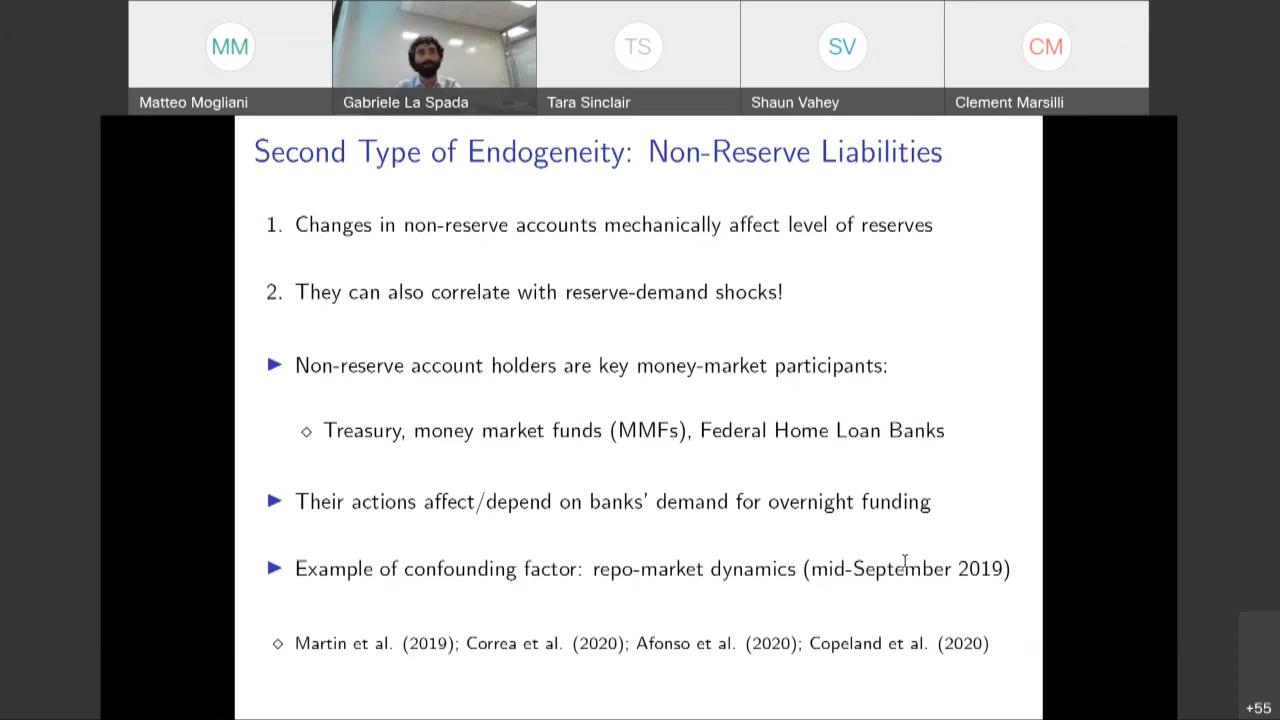 MM
TS
SV
CM
Matteo Mogliani
Gabriele La Spada
Tara Sinclair
Shaun Vahey
Clement Marsilli
Second Type of Endogeneity: Non-Reserve Liabilities
1. Changes in non-reserve accounts mechanically affect level of reserves
2. They can also correlate with reserve-demand shocks!
▶ Non-reserve account holders are key money-market participants:
◇ Treasury, money market funds (MMFs), Federal Home Loan Banks
▶ Their actions affect/depend on banks' demand for overnight funding
▶ Example of confounding factor: repo-market dynamics (mid-September 2019)
◇ Martin et al. (2019); Correa et al. (2020); Afonso et al. (2020); Copeland et al. (2020)
+55